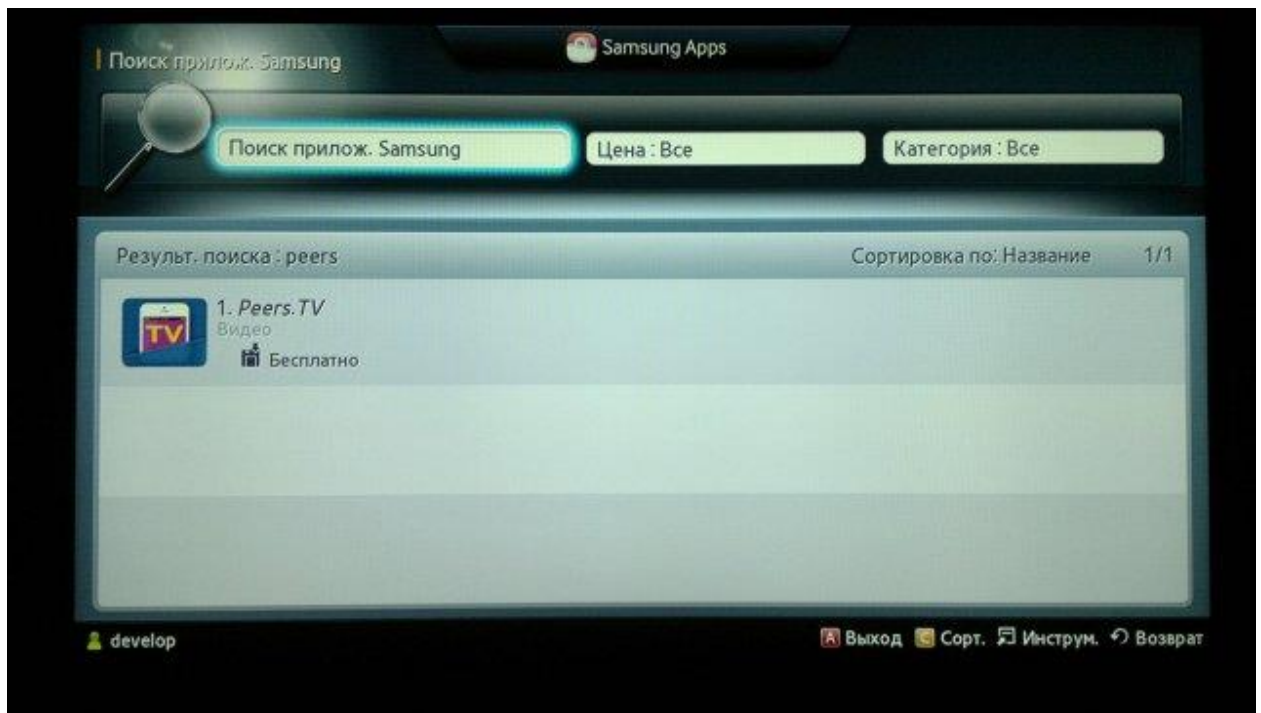 Samsung Apps
Поиск прилож. Samsung
Поиск прилож. Samsung
Цена : Все
Категория : Все
Результ. поиска : peers
Сортировка по: Название
1/1
TV
1. Peers.TV
Видео
Бесплатно
develop
A Выход C Сорт. Инструм. Возврат